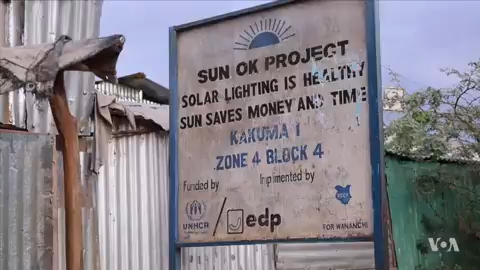 SUN OK PROJECT
SOLAR LIGHTING IS HEALTHY
SUN SAVES MONEY AND TIME
KAKUMA 1
ZONE 4 BLOCK 4
Funded by Implimented by
UNHCR / edp
FOR WANANCHI
VOA